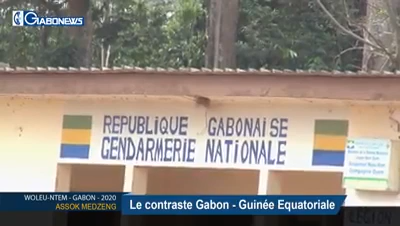 GABONEWS
REPUBLIQUE GABONAISE
GENDARMERIE NATIONALE
WOLEU-NTEM - GABON - 2020
ASSOK MEDZENG
Le contraste Gabon - Guinée Equatoriale